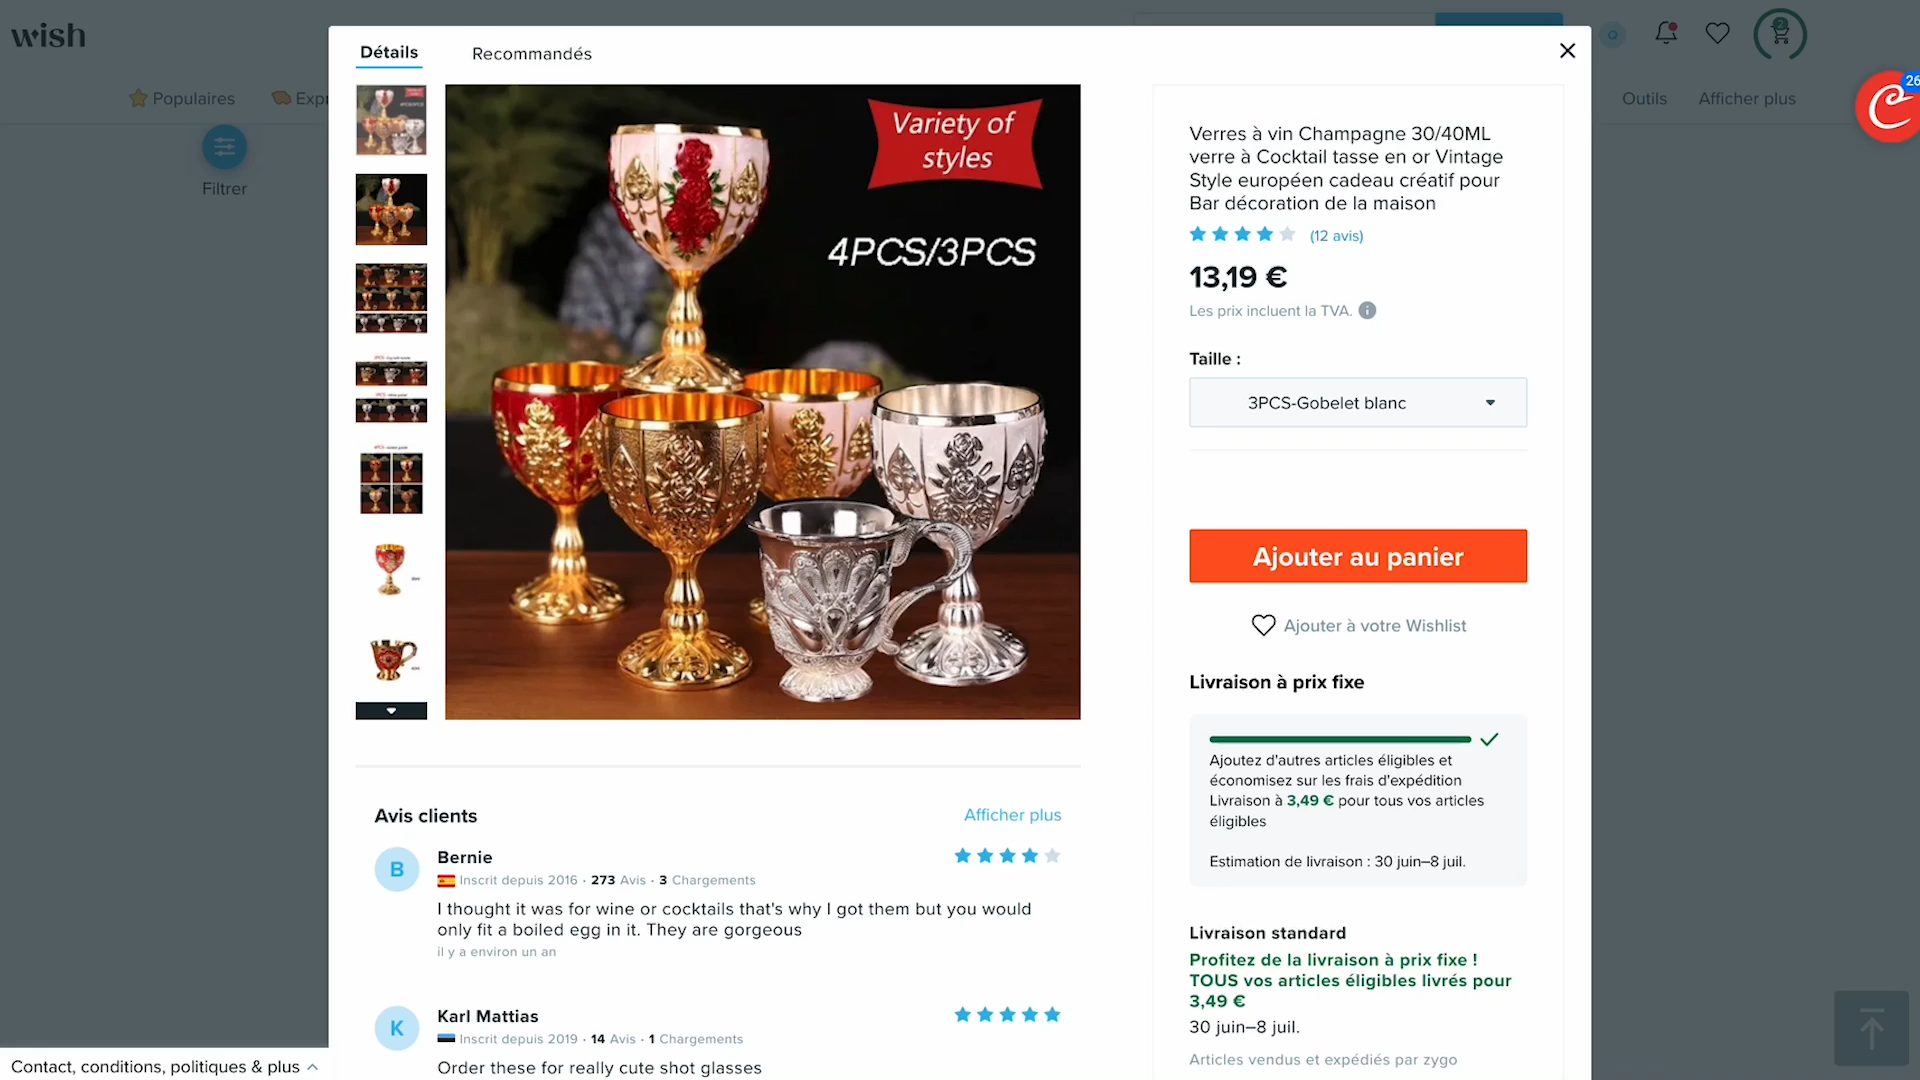 wish
Populaires
Expr
Filtrer
Détails
Recommandés
Variety of
styles
4PCS/3PCS
Avis clients
Afficher plus
B
Bernie
Inscrit depuis 2016 · 273 Avis · 3 Chargements
I thought it was for wine or cocktails that's why I got them but you would
only fit a boiled egg in it. They are gorgeous
il y a environ un an
K
Karl Mattias
Inscrit depuis 2019 · 14 Avis · 1 Chargements
Order these for really cute shot glasses
Verres à vin Champagne 30/40ML
verre à Cocktail tasse en or Vintage
Style européen cadeau créatif pour
Bar décoration de la maison
(12 avis)
13,19 €
Les prix incluent la TVA.
Taille :
3PCS-Gobelet blanc
Ajouter au panier
Ajouter à votre Wishlist
Livraison à prix fixe
Ajoutez d'autres articles éligibles et
économisez sur les frais d'expédition
Livraison à 3,49 € pour tous vos articles
éligibles
Estimation de livraison : 30 juin–8 juil.
Livraison standard
Profitez de la livraison à prix fixe !
TOUS vos articles éligibles livrés pour
3,49 €
30 juin–8 juil.
Articles vendus et expédiés par zygo
Q
2
Outils
Afficher plus
26
Contact, conditions, politiques & plus